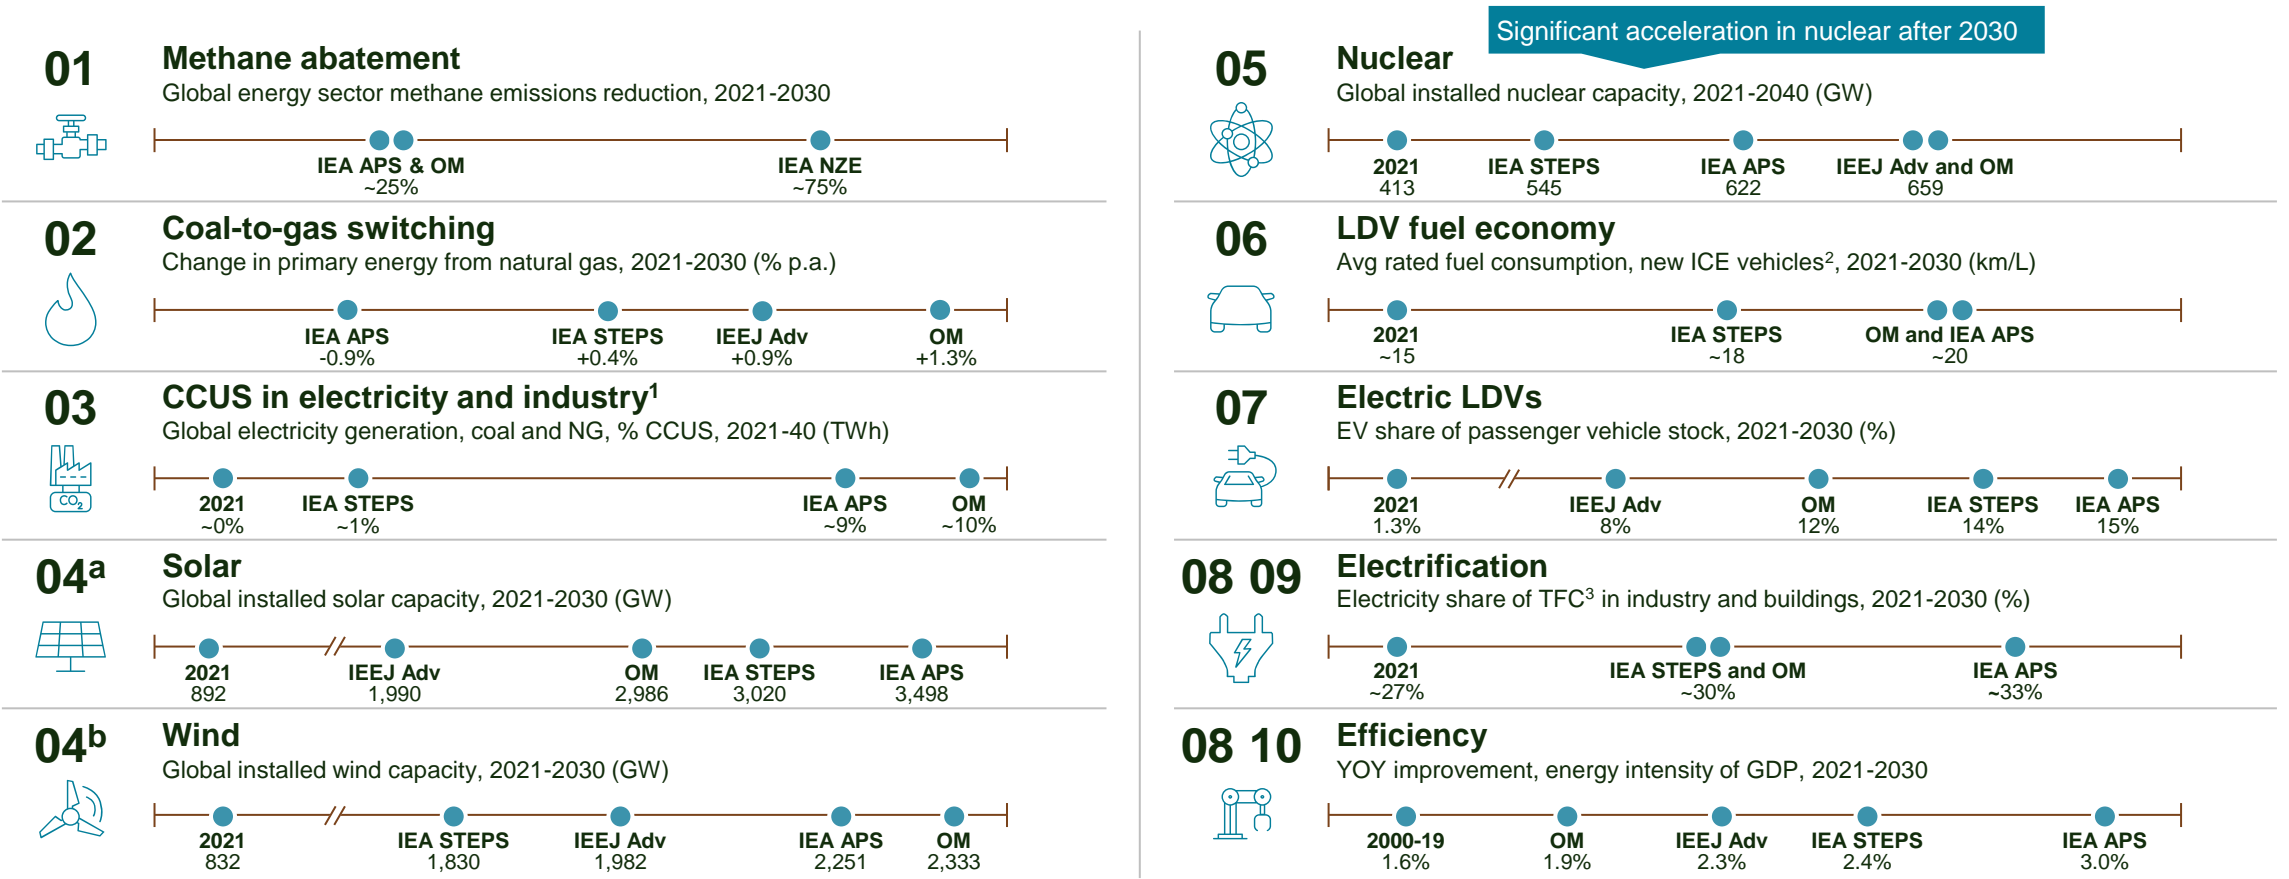 01
Methane abatement
Global energy sector methane emissions reduction, 2021-2030
IEA APS & OM
~25%
IEA NZE
~75%
02
Coal-to-gas switching
Change in primary energy from natural gas, 2021-2030 (% p.a.)
IEA APS
-0.9%
IEA STEPS
+0.4%
IEEJ Adv
+0.9%
OM
+1.3%
03
CCUS in electricity and industry¹
Global electricity generation, coal and NG, % CCUS, 2021-40 (TWh)
CO₂
2021
~0%
IEA STEPS
~1%
IEA APS
~9%
OM
~10%
04ᵃ
Solar
Global installed solar capacity, 2021-2030 (GW)
2021
892
IEEJ Adv
1,990
OM
2,986
IEA STEPS
3,020
IEA APS
3,498
04ᵇ
Wind
Global installed wind capacity, 2021-2030 (GW)
2021
832
IEA STEPS
1,830
IEEJ Adv
1,982
IEA APS
2,251
OM
2,333
Significant acceleration in nuclear after 2030
05
Nuclear
Global installed nuclear capacity, 2021-2040 (GW)
2021
413
IEA STEPS
545
IEA APS
622
IEEJ Adv and OM
659
06
LDV fuel economy
Avg rated fuel consumption, new ICE vehicles², 2021-2030 (km/L)
2021
~15
IEA STEPS
~18
OM and IEA APS
~20
07
Electric LDVs
EV share of passenger vehicle stock, 2021-2030 (%)
2021
1.3%
IEEJ Adv
8%
OM
12%
IEA STEPS
14%
IEA APS
15%
08 09
Electrification
Electricity share of TFC³ in industry and buildings, 2021-2030 (%)
2021
~27%
IEA STEPS and OM
~30%
IEA APS
~33%
08 10
Efficiency
YOY improvement, energy intensity of GDP, 2021-2030
2000-19
1.6%
OM
1.9%
IEEJ Adv
2.3%
IEA STEPS
2.4%
IEA APS
3.0%